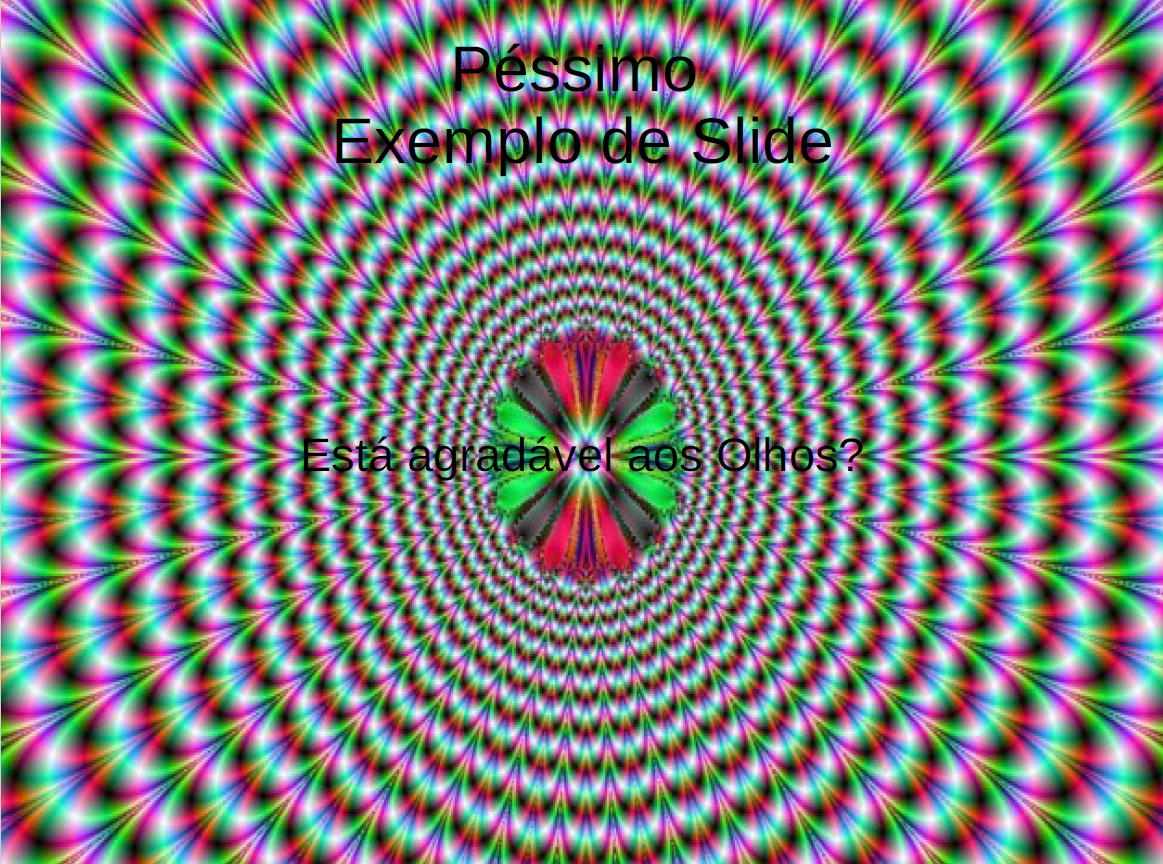 Péssimo
Exemplo de Slide
Está agradável aos Olhos?